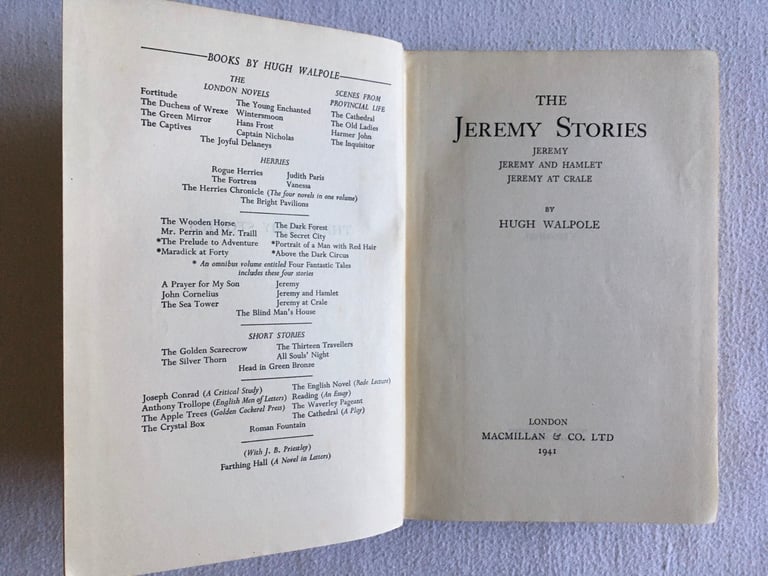 BOOKS BY HUGH WALPOLE
THE
LONDON NOVELS
Fortitude
The Duchess of Wrexe
The Green Mirror
The Captives
The Young Enchanted
Wintersmoon
Hans Frost
Captain Nicholas
The Joyful Delaneys
SCENES FROM
PROVINCIAL LIFE
The Cathedral
The Old Ladies
Harmer John
The Inquisitor
HERRIES
Rogue Herries
The Fortress
Judith Paris
Vanessa
The Herries Chronicle (The four novels in one volume)
The Bright Pavilions
The Wooden Horse
Mr. Perrin and Mr. Traill
*The Prelude to Adventure
*Maradick at Forty
The Dark Forest
The Secret City
*Portrait of a Man with Red Hair
*Above the Dark Circus
* An omnibus volume entitled Four Fantastic Tales
includes these four stories
A Prayer for My Son
John Cornelius
The Sea Tower
Jeremy
Jeremy and Hamlet
Jeremy at Crale
The Blind Man's House
SHORT STORIES
The Golden Scarecrow
The Silver Thorn
The Thirteen Travellers
All Souls' Night
Head in Green Bronze
Joseph Conrad (A Critical Study)
Anthony Trollope (English Men of Letters)
The Apple Trees (Golden Cockerel Press)
The Crystal Box
The English Novel (Rede Lecture)
Reading (An Essay)
The Waverley Pageant
The Cathedral (A Play)
Roman Fountain
(With J. B. Priestley)
Farthing Hall (A Novel in Letters)
THE
JEREMY STORIES
JEREMY
JEREMY AND HAMLET
JEREMY AT CRALE
BY
HUGH WALPOLE
LONDON
MACMILLAN & CO. LTD
1941